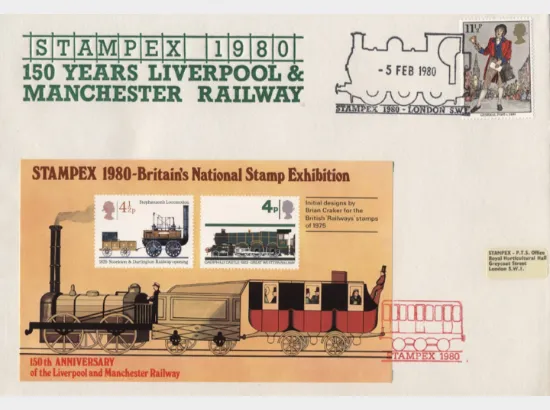 STAMPEX 1980
150 YEARS LIVERPOOL &
MANCHESTER RAILWAY
- 5 FEB 1980
STAMPEX 1980 - LONDON S.W.1
11½P
STAMPEX 1980-Britain's National Stamp Exhibition
4½p
Stephenson's Locomotion
1825 Stockton & Darlington Railway opening
4p
Initial designs by
Brian Craker for the
British Railways stamps
of 1975
STAMPEX - P.T.S. Office
Royal Horticultural Hall
Greycoat Street
London S.W.1.
STAMPEX 1980
150th ANNIVERSARY
of the Liverpool and Manchester Railway